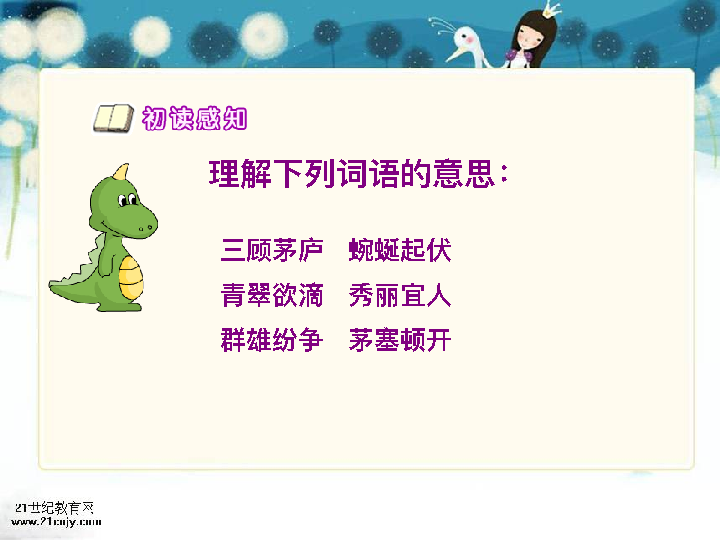 初读感知
理解下列词语的意思：
三顾茅庐 蜿蜒起伏
青翠欲滴 秀丽宜人
群雄纷争 茅塞顿开
21世纪教育网
www.21cnjy.com